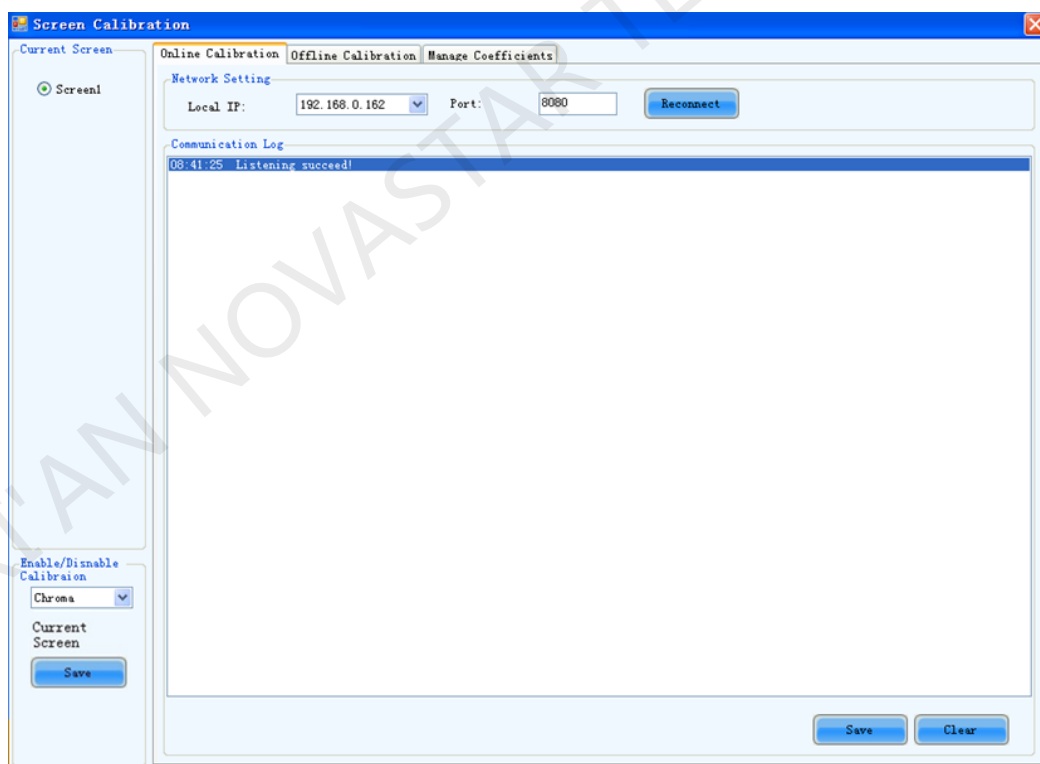 Screen Calibration
Current Screen
Screen1
Online Calibration Offline Calibration Manage Coefficients
Network Setting
Local IP: 192.168.0.162 Port: 8080 Reconnect
Communication Log
08:41:25 Listening succeed!
Enable/Disnable
Calibraion
Chroma
Current
Screen
Save
Save Clear
AN NOVASTAR TE